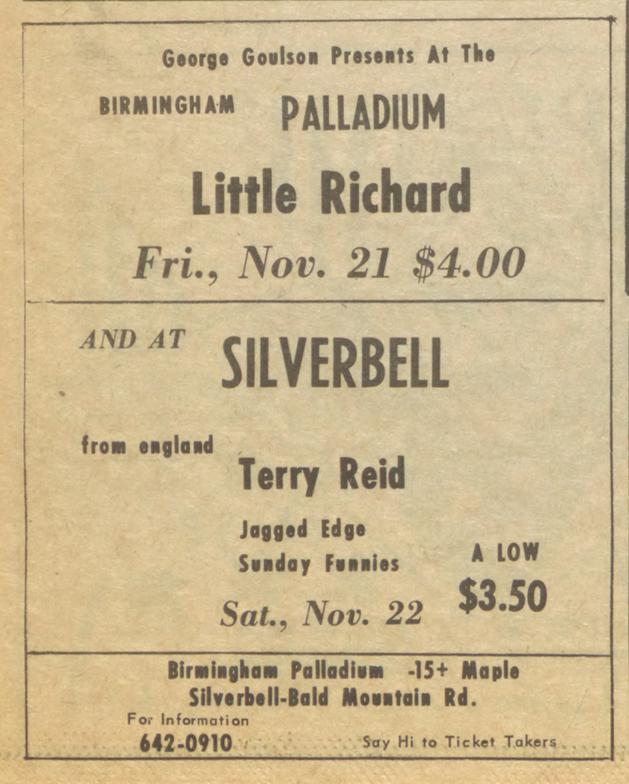 George Goulson Presents At The
BIRMINGHAM PALLADIUM
Little Richard
Fri., Nov. 21 $4.00
AND AT SILVERBELL
from england
Terry Reid
Jagged Edge
Sunday Funnies
A LOW
$3.50
Sat., Nov. 22
Birmingham Palladium -15+ Maple
Silverbell-Bald Mountain Rd.
For Information
642-0910
Say Hi to Ticket Takers